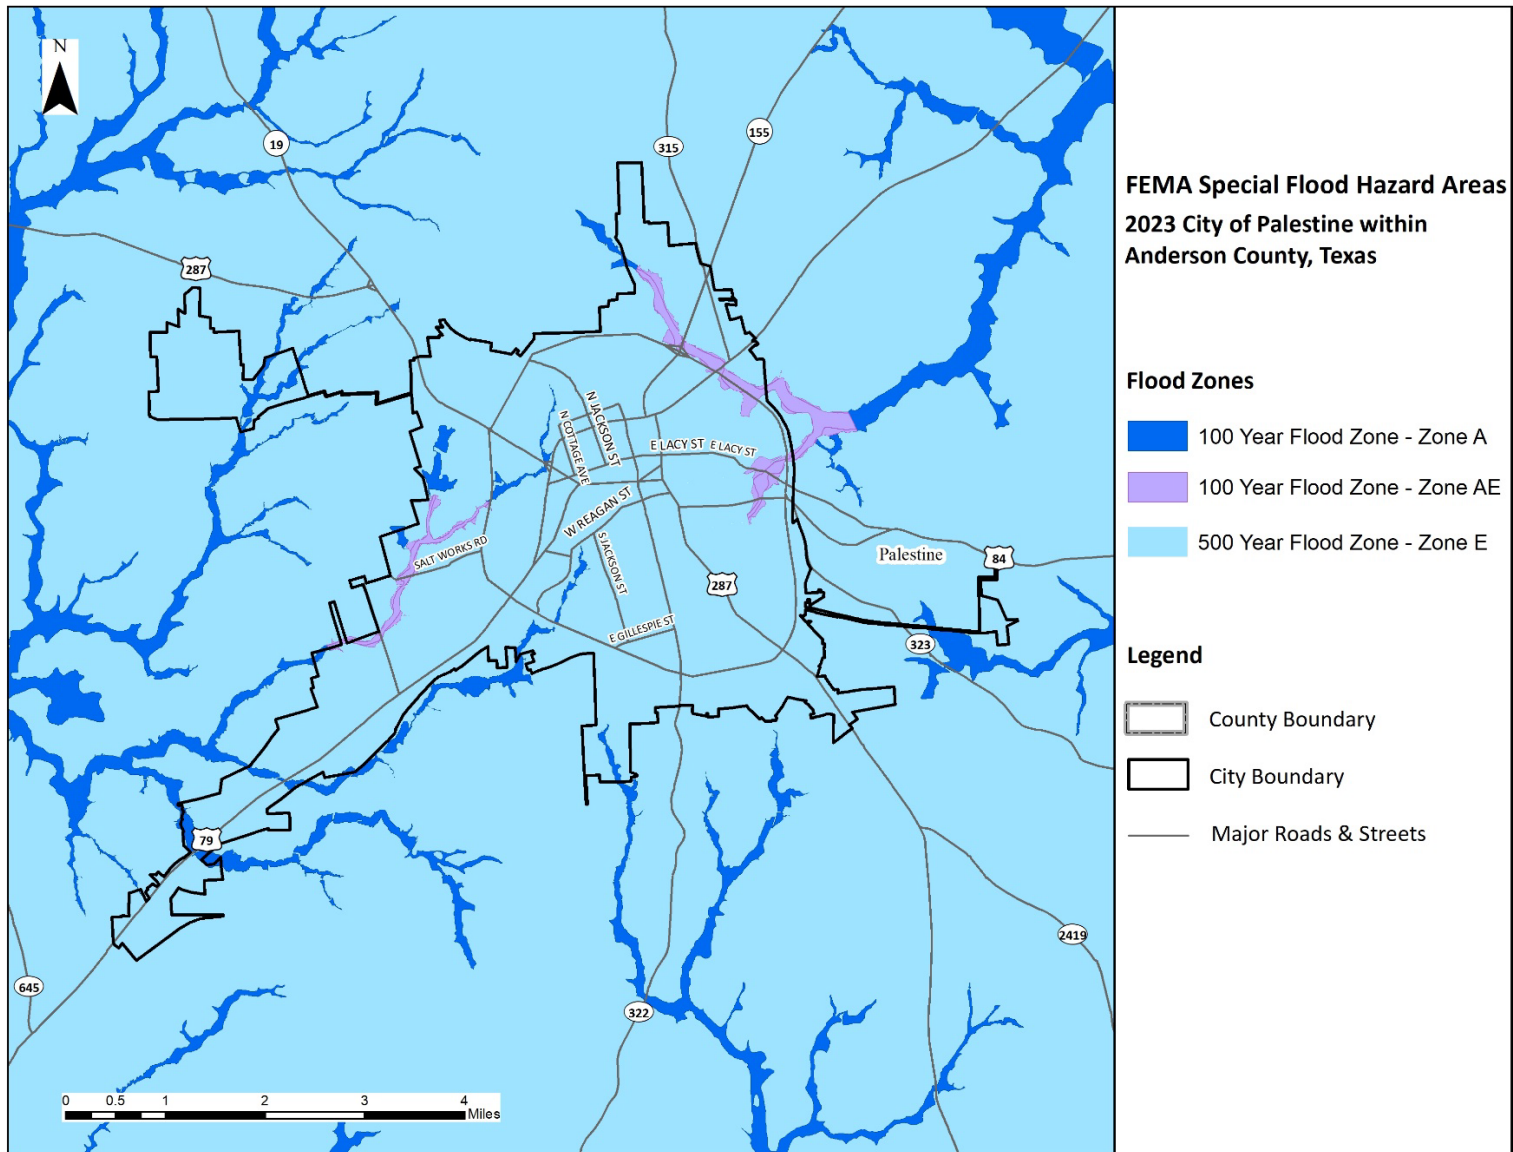 N
19
315
155
287
N JACKSON ST
N COTTAGE AVE
E LACY ST
E LACY ST
W REAGAN ST
SALT WORKS RD
S JACKSON ST
287
Palestine
84
E GILLESPIE ST
323
79
2419
645
322
0 0.5 1 2 3 4
Miles
FEMA Special Flood Hazard Areas
2023 City of Palestine within
Anderson County, Texas
Flood Zones
100 Year Flood Zone - Zone A
100 Year Flood Zone - Zone AE
500 Year Flood Zone - Zone E
Legend
County Boundary
City Boundary
Major Roads & Streets